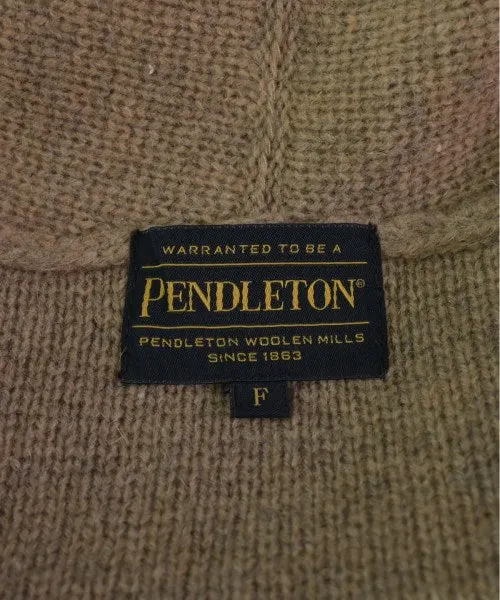 WARRANTED TO BE A
PENDLETON®
PENDLETON WOOLEN MILLS
SINCE 1863
F